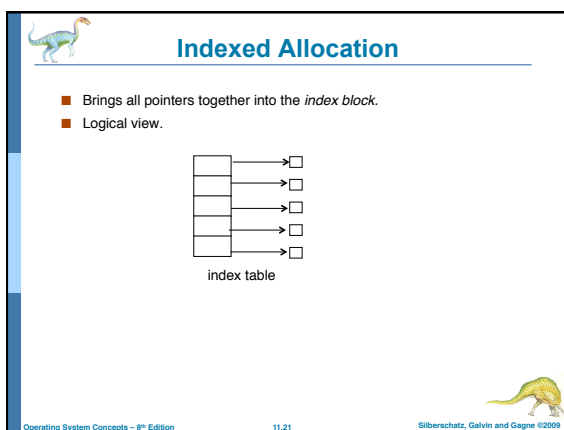 Indexed Allocation
Brings all pointers together into the index block.
Logical view.
index table
Operating System Concepts – 8th Edition
11.21
Silberschatz, Galvin and Gagne ©2009